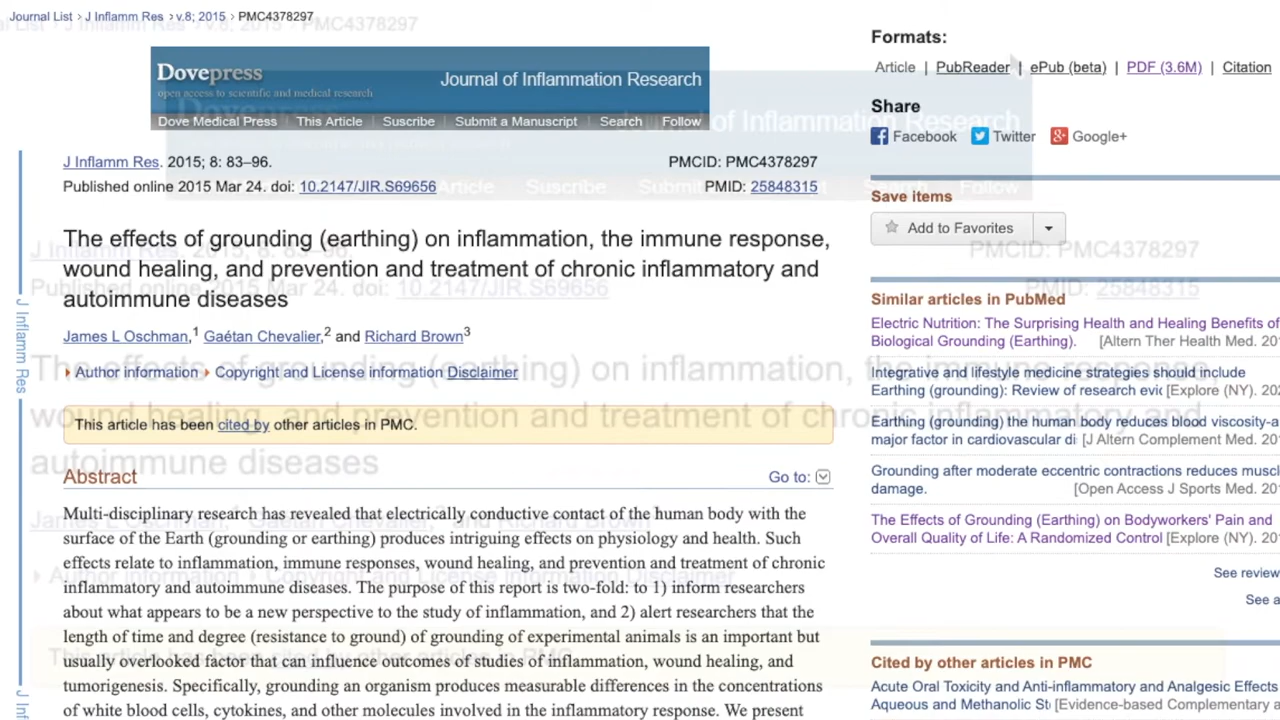 Journal List > J Inflamm Res > v.8; 2015 > PMC4378297
Dovepress
open access to scientific and medical research
Journal of Inflammation Research
Dove Medical Press | This Article | Suscribe | Submit a Manuscript | Search | Follow
J Inflamm Res. 2015; 8: 83–96.
PMCID: PMC4378297
Published online 2015 Mar 24. doi: 10.2147/JIR.S69656
PMID: 25848315
The effects of grounding (earthing) on inflammation, the immune response,
wound healing, and prevention and treatment of chronic inflammatory and
autoimmune diseases
James L Oschman,1 Gaétan Chevalier,2 and Richard Brown3
Author information Copyright and License information Disclaimer
This article has been cited by other articles in PMC.
Abstract
Go to:
Multi-disciplinary research has revealed that electrically conductive contact of the human body with the
surface of the Earth (grounding or earthing) produces intriguing effects on physiology and health. Such
effects relate to inflammation, immune responses, wound healing, and prevention and treatment of chronic
inflammatory and autoimmune diseases. The purpose of this report is two-fold: to 1) inform researchers
about what appears to be a new perspective to the study of inflammation, and 2) alert researchers that the
length of time and degree (resistance to ground) of grounding of experimental animals is an important but
usually overlooked factor that can influence outcomes of studies of inflammation, wound healing, and
tumorigenesis. Specifically, grounding an organism produces measurable differences in the concentrations
of white blood cells, cytokines, and other molecules involved in the inflammatory response. We present
J Inflamm Res
J Inf
Formats:
Article | PubReader | ePub (beta) | PDF (3.6M) | Citation
Share
Facebook Twitter Google+
Save items
Add to Favorites
Similar articles in PubMed
Electric Nutrition: The Surprising Health and Healing Benefits of
Biological Grounding (Earthing). [Altern Ther Health Med. 20
Integrative and lifestyle medicine strategies should include
Earthing (grounding): Review of research evic [Explore (NY). 202
Earthing (grounding) the human body reduces blood viscosity-a
major factor in cardiovascular di [J Altern Complement Med. 20
Grounding after moderate eccentric contractions reduces muscl
damage. [Open Access J Sports Med. 20
The Effects of Grounding (Earthing) on Bodyworkers' Pain and
Overall Quality of Life: A Randomized Control [Explore (NY). 20
See review
See a
Cited by other articles in PMC
Acute Oral Toxicity and Anti-inflammatory and Analgesic Effects
Aqueous and Methanolic St [Evidence-based Complementary a